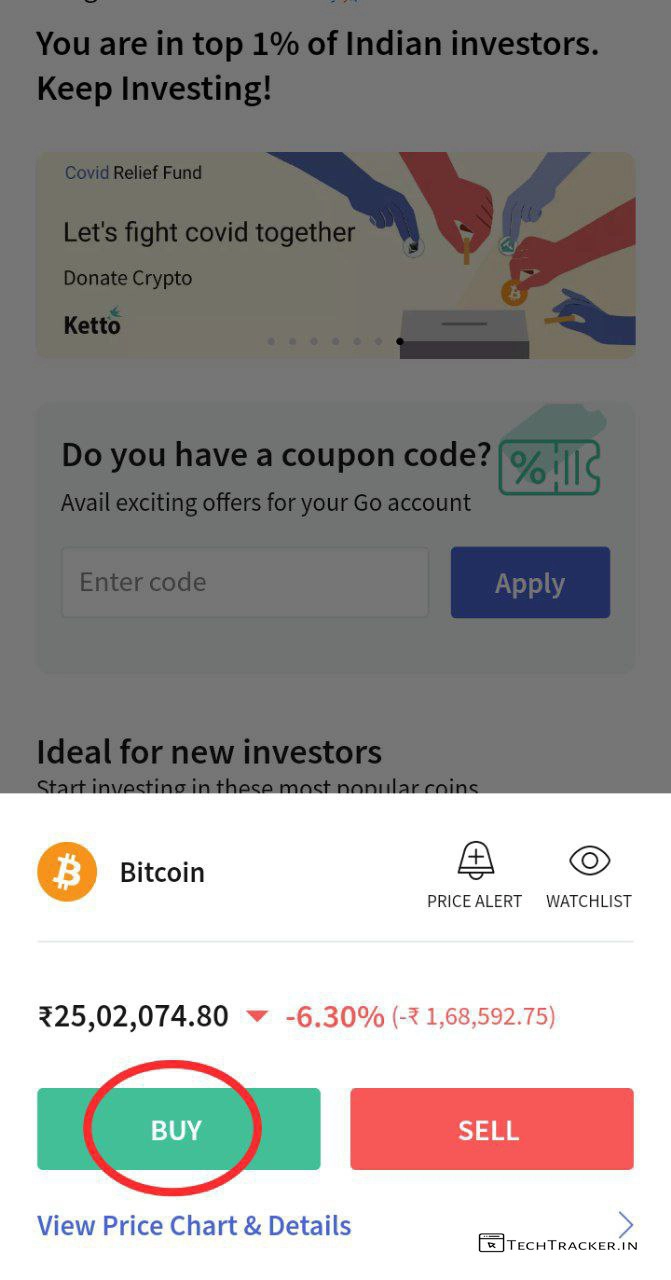 You are in top 1% of Indian investors.
Keep Investing!
Covid Relief Fund
Let's fight covid together
Donate Crypto
Ketto
Do you have a coupon code?
Avail exciting offers for your Go account
Enter code
Apply
Ideal for new investors
Start investing in these most popular coins
Bitcoin
PRICE ALERT
WATCHLIST
₹25,02,074.80 -6.30% (-₹ 1,68,592.75)
BUY
SELL
View Price Chart & Details
TECHTRACKER.IN